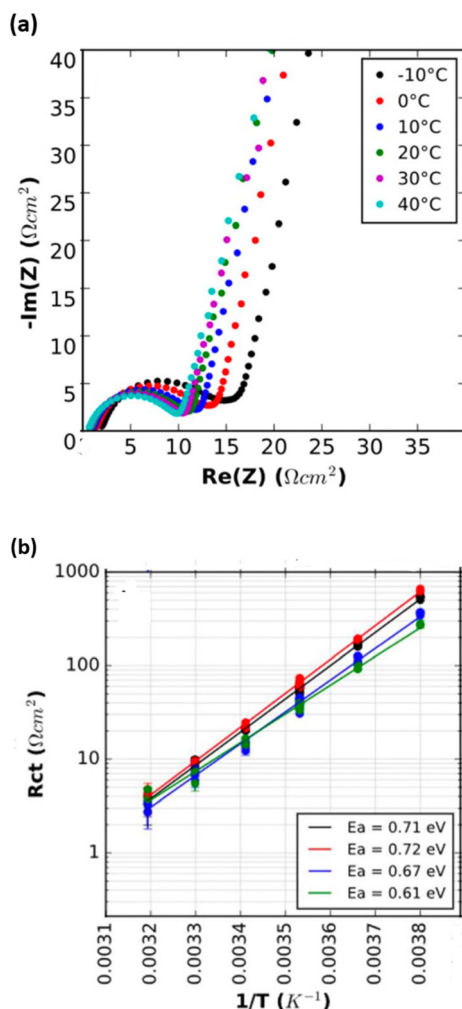 (a)
40
35
30
25
20
15
10
5
0
-Im(Z) (Ωcm²)
-10°C
0°C
10°C
20°C
30°C
40°C
5 10 15 20 25 30 35
Re(Z) (Ωcm²)
(b)
1000
100
10
1
Rct (Ωcm²)
Ea = 0.71 eV
Ea = 0.72 eV
Ea = 0.67 eV
Ea = 0.61 eV
0.0031 0.0032 0.0033 0.0034 0.0035 0.0036 0.0037 0.0038
1/T (K⁻¹)